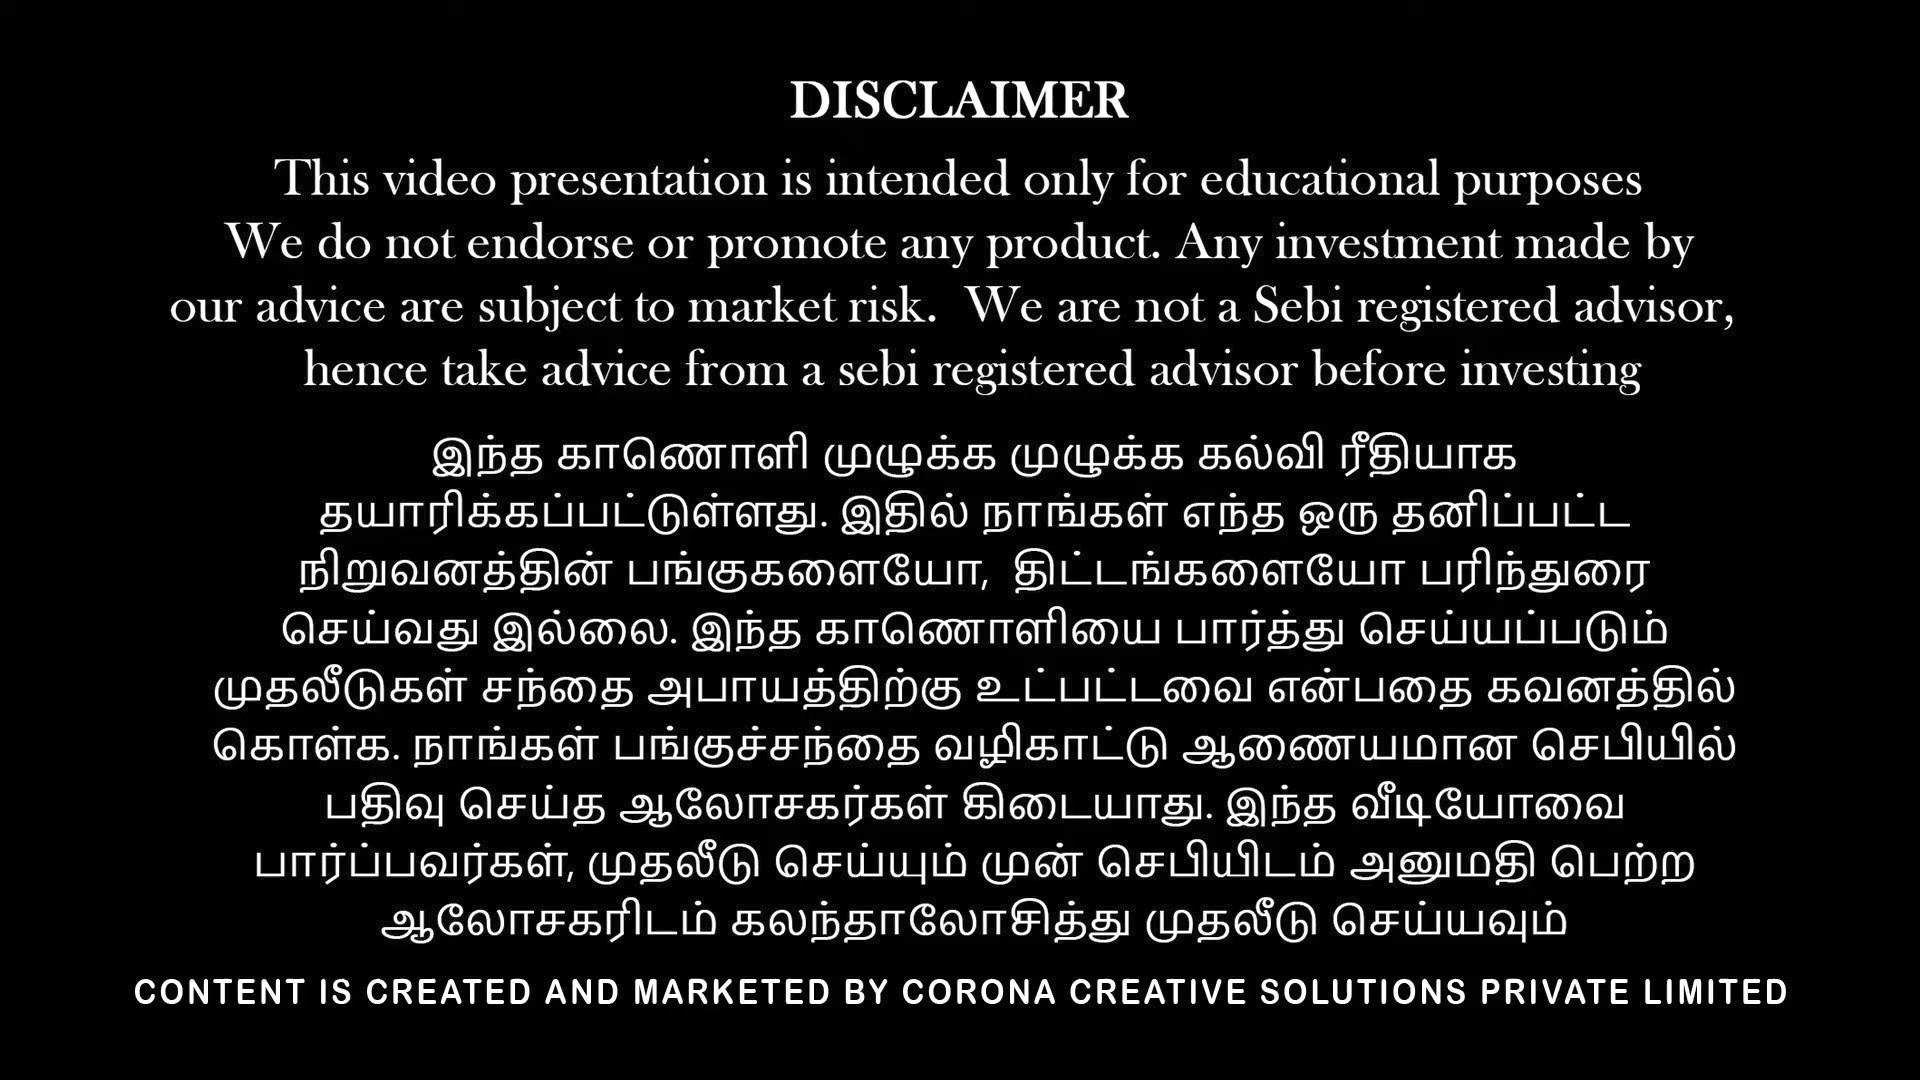 DISCLAIMER
This video presentation is intended only for educational purposes
We do not endorse or promote any product. Any investment made by
our advice are subject to market risk.  We are not a Sebi registered advisor,
hence take advice from a sebi registered advisor before investing
இந்த காணொளி முழுக்க முழுக்க கல்வி ரீதியாக
தயாரிக்கப்பட்டுள்ளது. இதில் நாங்கள் எந்த ஒரு தனிப்பட்ட
நிறுவனத்தின் பங்குகளையோ,  திட்டங்களையோ பரிந்துரை
செய்வது இல்லை. இந்த காணொளியை பார்த்து செய்யப்படும்
முதலீடுகள் சந்தை அபாயத்திற்கு உட்பட்டவை என்பதை கவனத்தில்
கொள்க. நாங்கள் பங்குச்சந்தை வழிகாட்டு ஆணையமான செபியில்
பதிவு செய்த ஆலோசகர்கள் கிடையாது. இந்த வீடியோவை
பார்ப்பவர்கள், முதலீடு செய்யும் முன் செபியிடம் அனுமதி பெற்ற
ஆலோசகரிடம் கலந்தாலோசித்து முதலீடு செய்யவும்
CONTENT IS CREATED AND MARKETED BY CORONA CREATIVE SOLUTIONS PRIVATE LIMITED